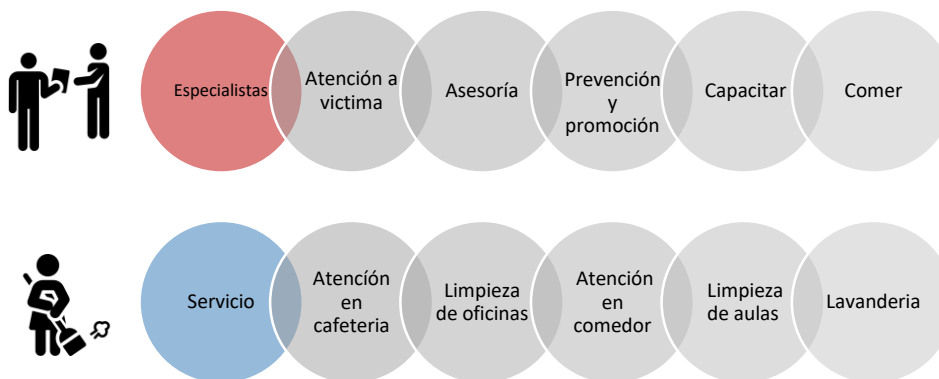 Especialistas
Atención a
victima
Asesoría
Prevención
y
promoción
Capacitar
Comer
Servicio
Atencíón
en
cafeteria
Limpieza
de oficinas
Atención
en
comedor
Limpieza
de aulas
Lavanderia